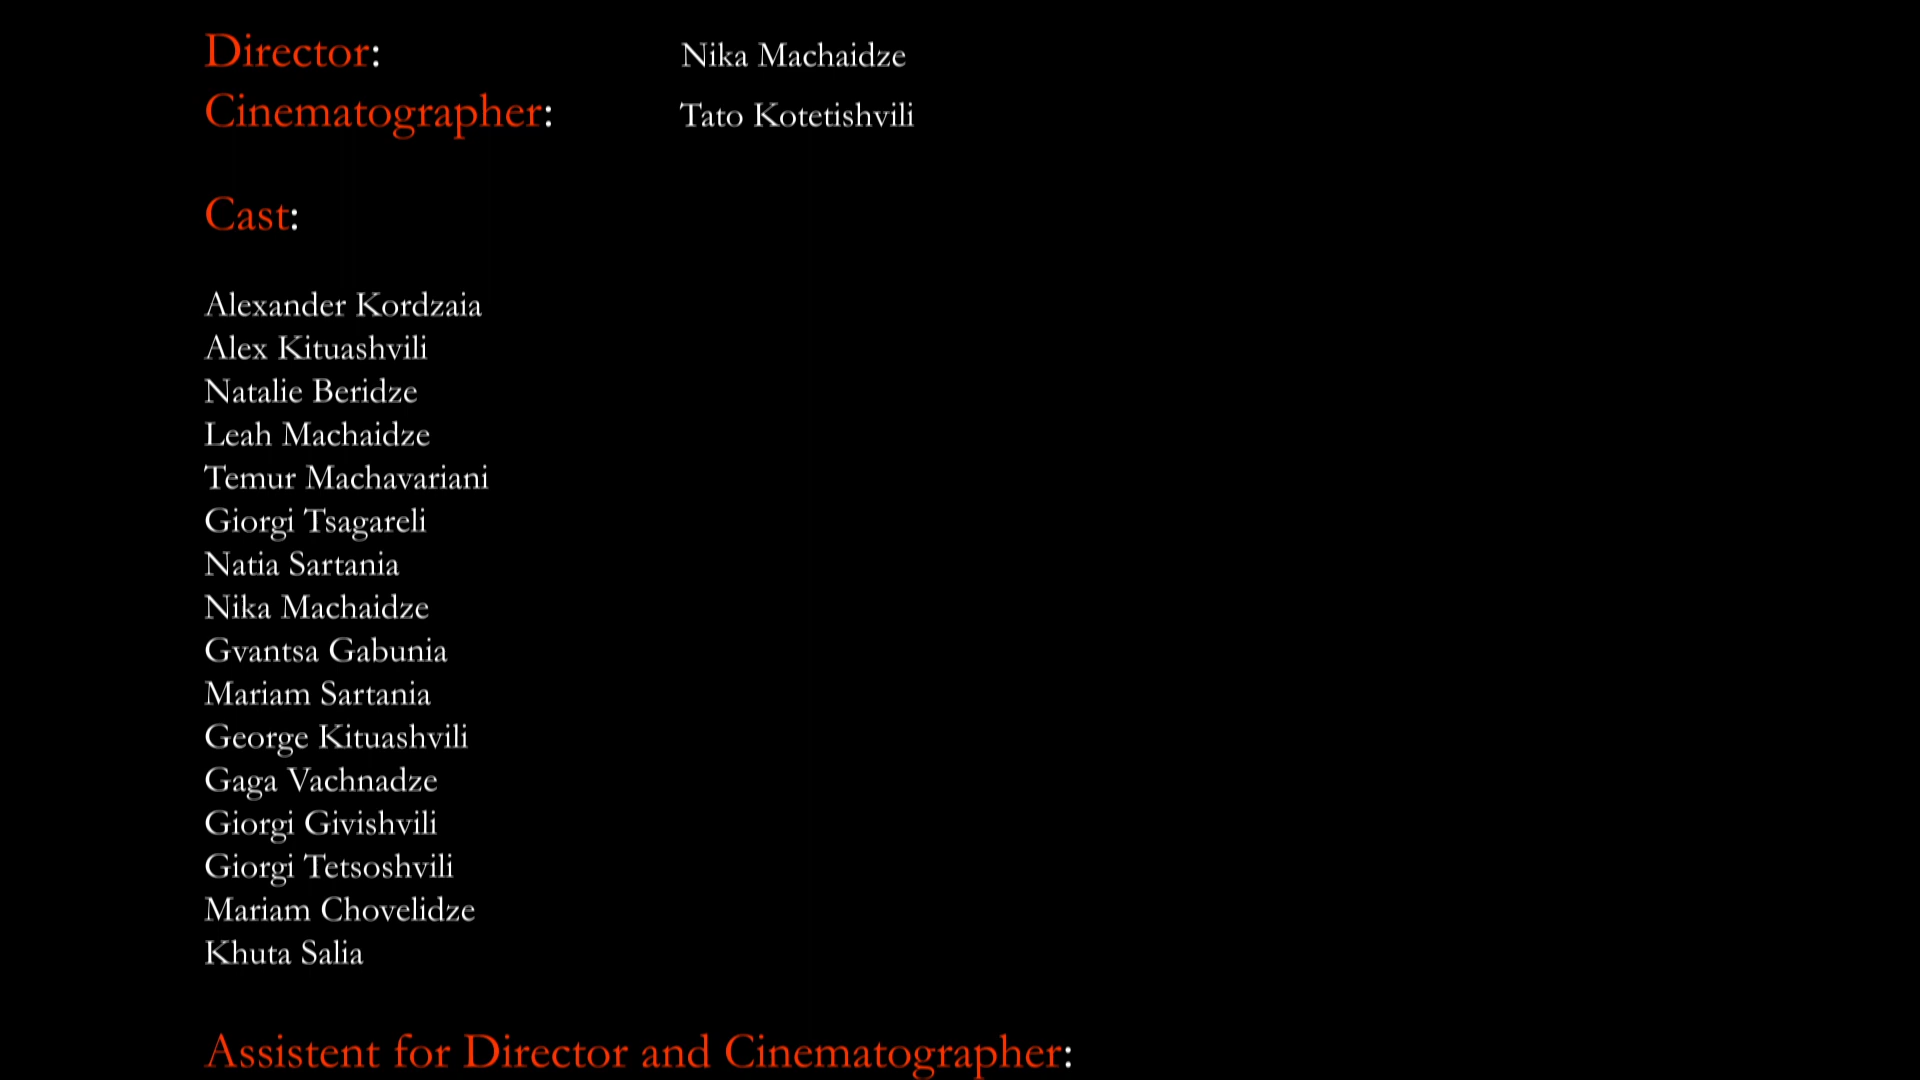 Director: Nika Machaidze
Cinematographer: Tato Kotetishvili
Cast:
Alexander Kordzaia
Alex Kituashvili
Natalie Beridze
Leah Machaidze
Temur Machavariani
Giorgi Tsagareli
Natia Sartania
Nika Machaidze
Gvantsa Gabunia
Mariam Sartania
George Kituashvili
Gaga Vachnadze
Giorgi Givishvili
Giorgi Tetsoshvili
Mariam Chovelidze
Khuta Salia
Assistent for Director and Cinematographer: